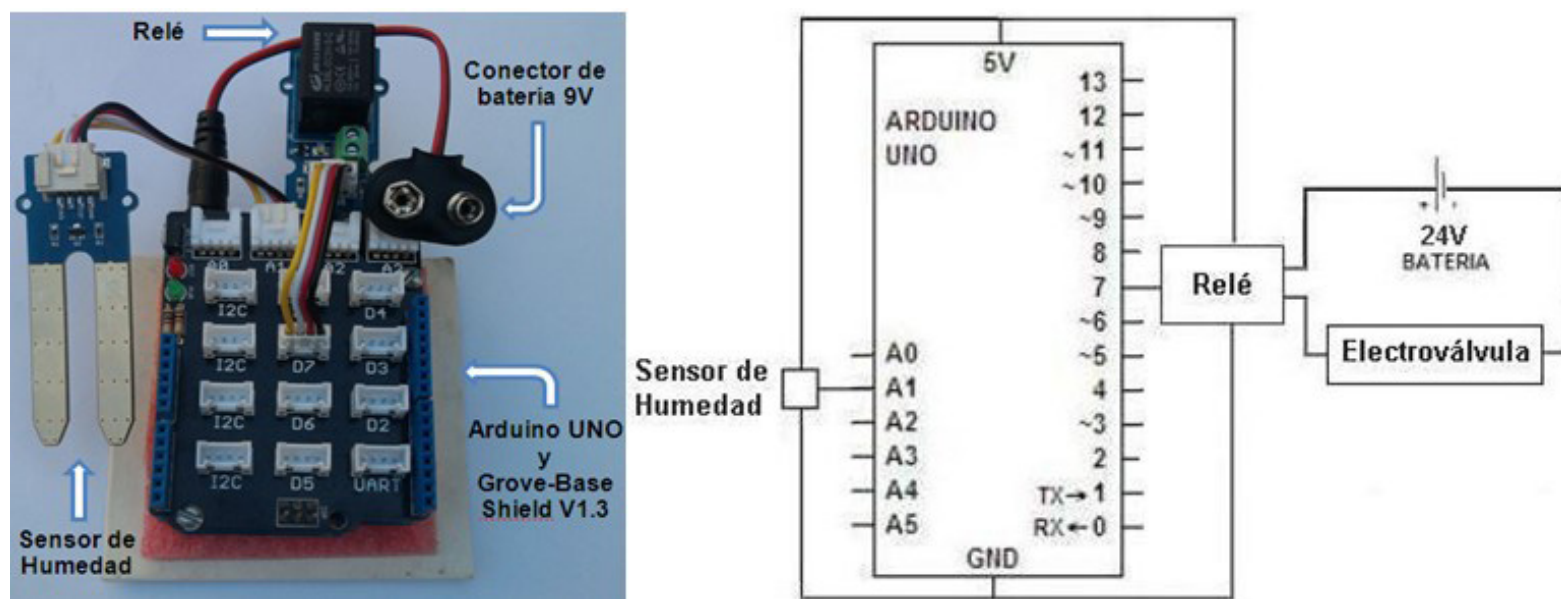 Relé
Conector de
bateria 9V
A0
A1
A2
A3
I2C
D4
I2C
D7
D3
I2C
D6
D2
I2C
D5
UART
Arduino UNO
y
Grove-Base
Shield V1.3
Sensor de
Humedad
5V
ARDUINO
UNO
13
12
~11
~10
~9
8
7
~6
~5
4
~3
2
TX→1
RX←0
A0
A1
A2
A3
A4
A5
GND
Sensor de
Humedad
Relé
+ -
24V
BATERIA
Electroválvula